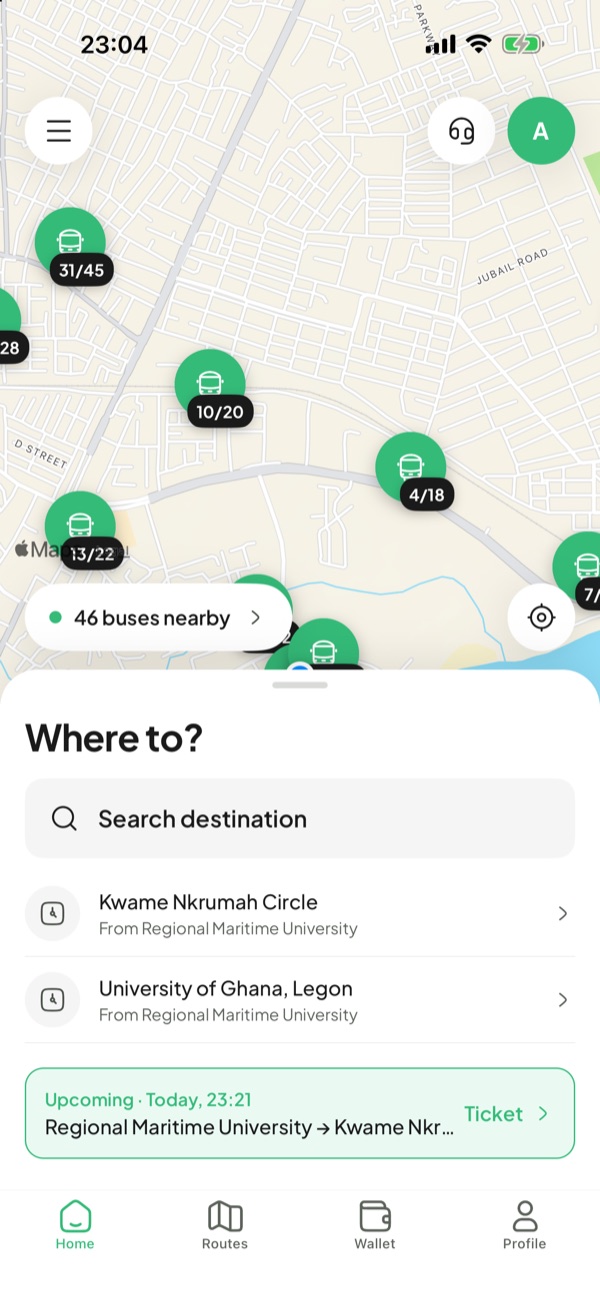 23:04
A
31/45
JUBAIL ROAD
28
10/20
D STREET
4/18
13/22
7/
46 buses nearby
Where to?
Search destination
Kwame Nkrumah Circle
From Regional Maritime University
University of Ghana, Legon
From Regional Maritime University
Upcoming · Today, 23:21
Regional Maritime University → Kwame Nkr...
Ticket
Home
Routes
Wallet
Profile